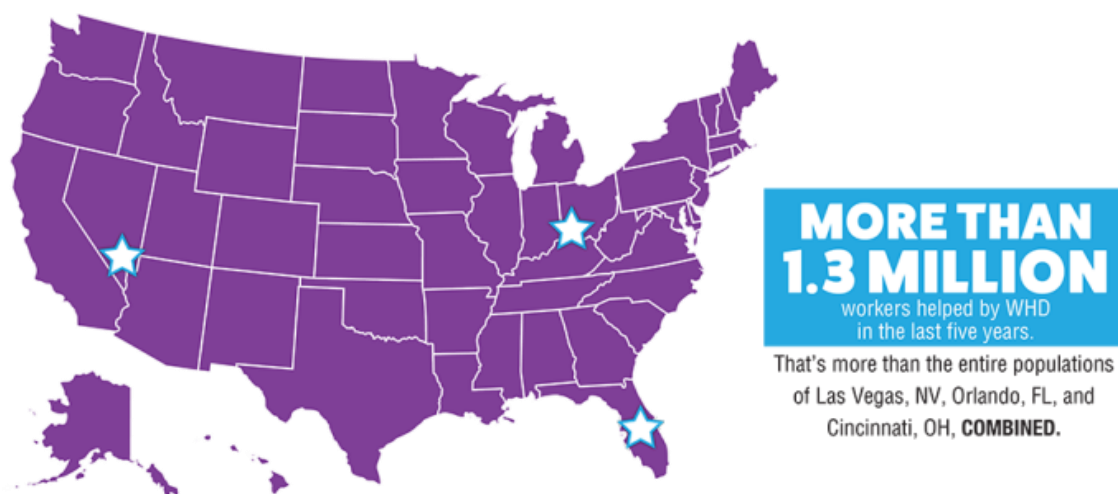 MORE THAN
1.3 MILLION
workers helped by WHD
in the last five years.
That's more than the entire populations
of Las Vegas, NV, Orlando, FL, and
Cincinnati, OH, COMBINED.